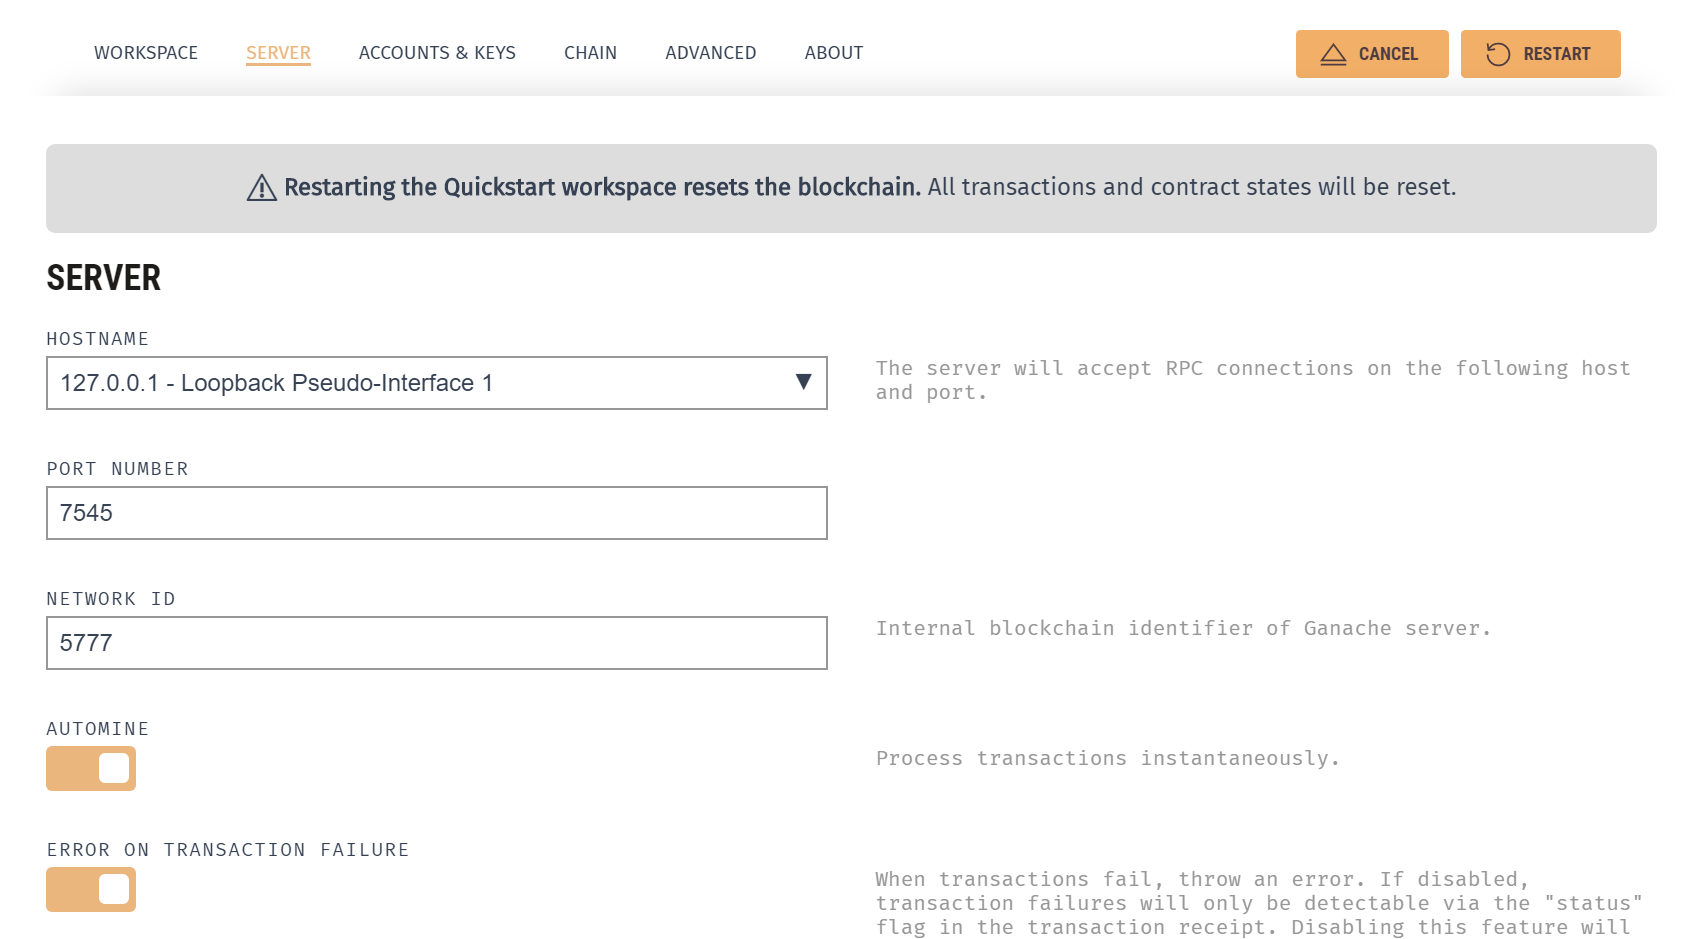 WORKSPACE SERVER ACCOUNTS & KEYS CHAIN ADVANCED ABOUT CANCEL RESTART
Restarting the Quickstart workspace resets the blockchain. All transactions and contract states will be reset.
SERVER
HOSTNAME
127.0.0.1 - Loopback Pseudo-Interface 1
The server will accept RPC connections on the following host
and port.
PORT NUMBER
7545
NETWORK ID
5777
Internal blockchain identifier of Ganache server.
AUTOMINE
Process transactions instantaneously.
ERROR ON TRANSACTION FAILURE
When transactions fail, throw an error. If disabled,
transaction failures will only be detectable via the "status"
flag in the transaction receipt. Disabling this feature will